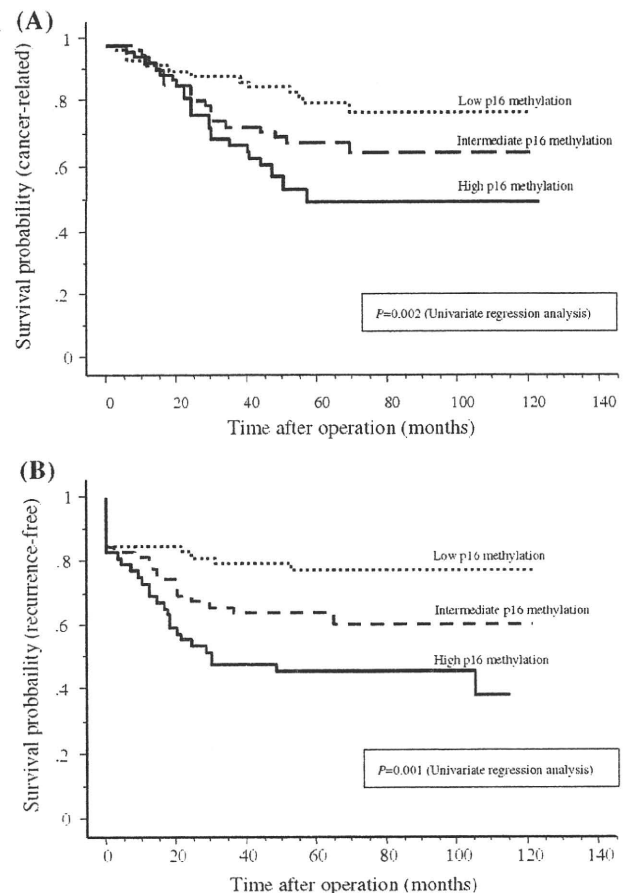 (A)
Survival probability (cancer-related)
1
.8
.6
.4
.2
0
Low p16 methylation
Intermediate p16 methylation
High p16 methylation
P=0.002 (Univariate regression analysis)
0 20 40 60 80 100 120 140
Time after operation (months)
(B)
Survival probbaility (recurrence-free)
1
.8
.6
.4
.2
0
Low p16 methylation
Intermediate p16 methylation
High p16 methylation
P=0.001 (Univariate regression analysis)
0 20 40 60 80 100 120 140
Time after operation (months)